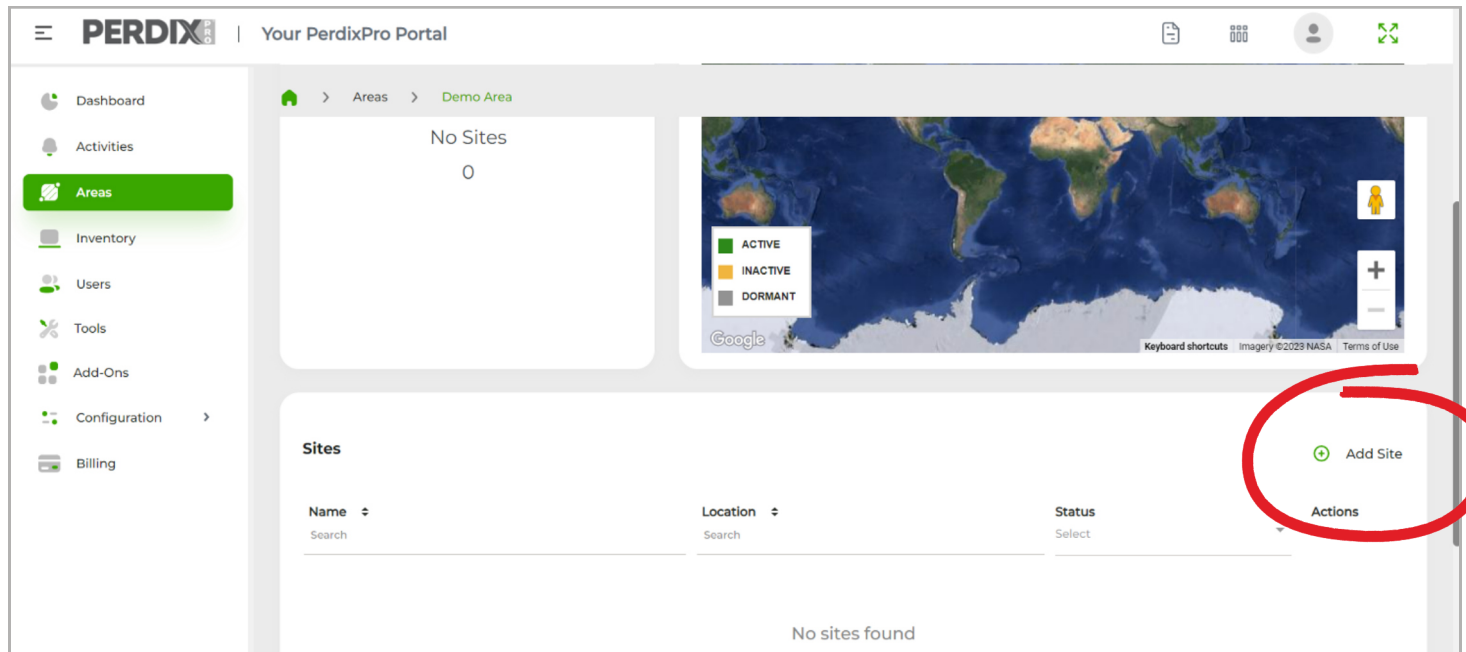 PERDIX PRO | Your PerdixPro Portal
Dashboard
Activities
Areas
Inventory
Users
Tools
Add-Ons
Configuration >
Billing
> Areas > Demo Area
No Sites
0
ACTIVE
INACTIVE
DORMANT
Google
Keyboard shortcuts Imagery ©2023 NASA Terms of Use
Sites
Add Site
Name Location Status Actions
Search Search Select
No sites found